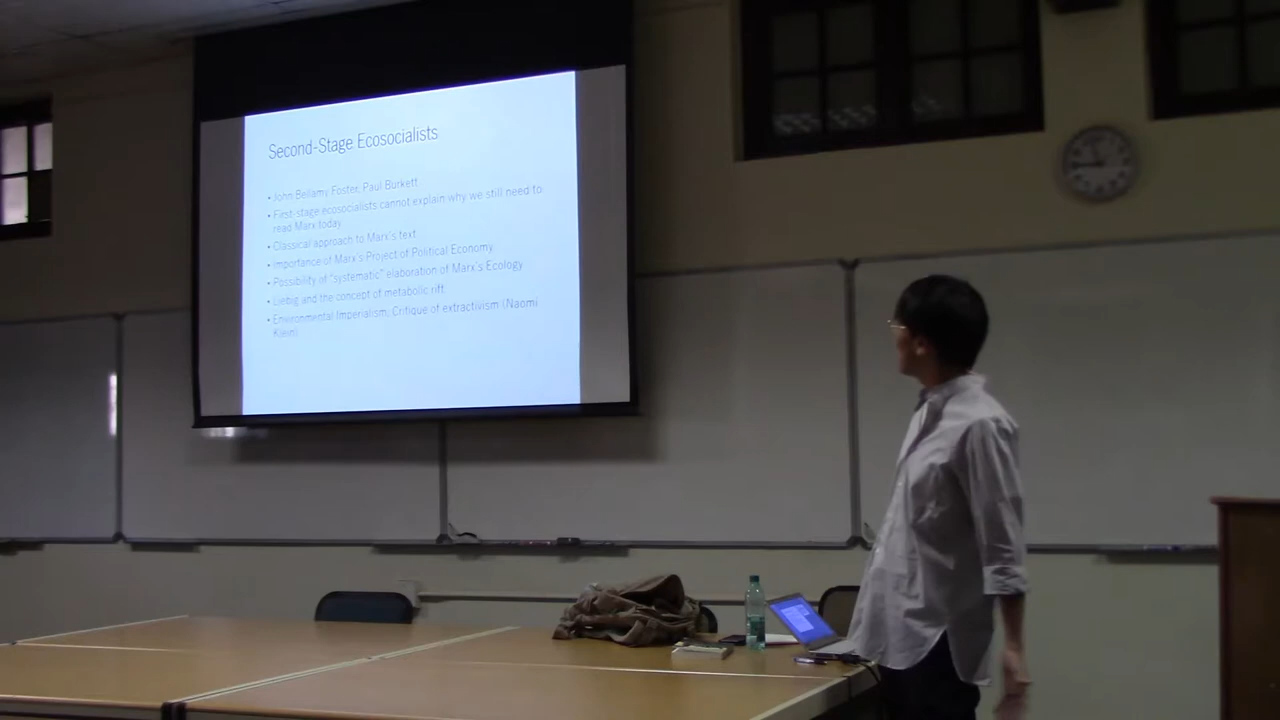 Second-Stage Ecosocialists
• John Bellamy Foster, Paul Burkett
• First-stage ecosocialists cannot explain why we still need to
read Marx today
• Classical approach to Marx's text
• Importance of Marx's Project of Political Economy
• Possibility of "systematic" elaboration of Marx's Ecology
• Liebig and the concept of metabolic rift
• Environmental Imperialism, Critique of extractivism (Naomi
Klein)